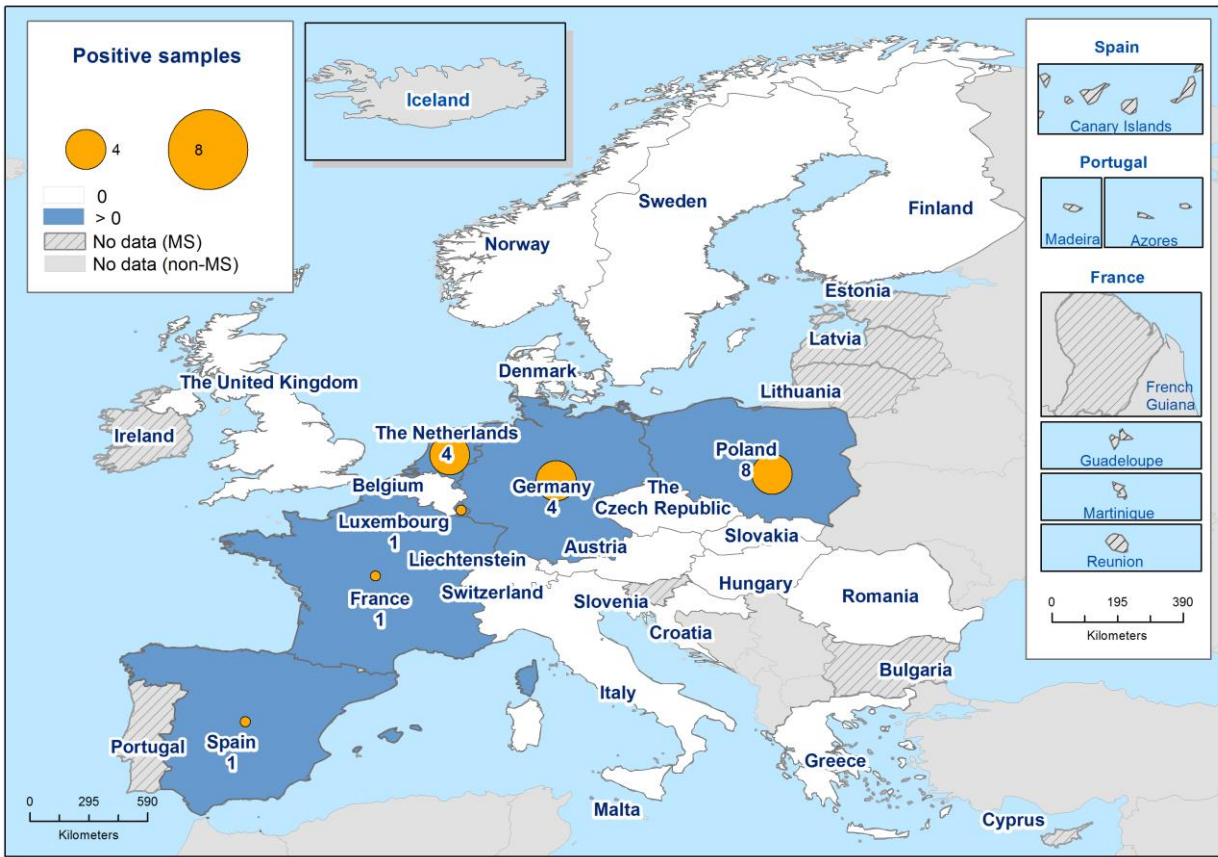 Positive samples
4
8
0
> 0
No data (MS)
No data (non-MS)
Iceland
Spain
Canary Islands
Portugal
Madeira
Azores
France
French
Guiana
Guadeloupe
Martinique
Reunion
0 195 390
Kilometers
Sweden
Finland
Norway
Estonia
Latvia
Denmark
Lithuania
The United Kingdom
Ireland
The Netherlands
4
Poland
8
Belgium
Germany
4
The
Czech Republic
Luxembourg
1
Slovakia
Liechtenstein
Austria
Hungary
France
1
Switzerland
Slovenia
Romania
Croatia
Bulgaria
Italy
Portugal
Spain
1
Greece
Malta
Cyprus
0 295 590
Kilometers